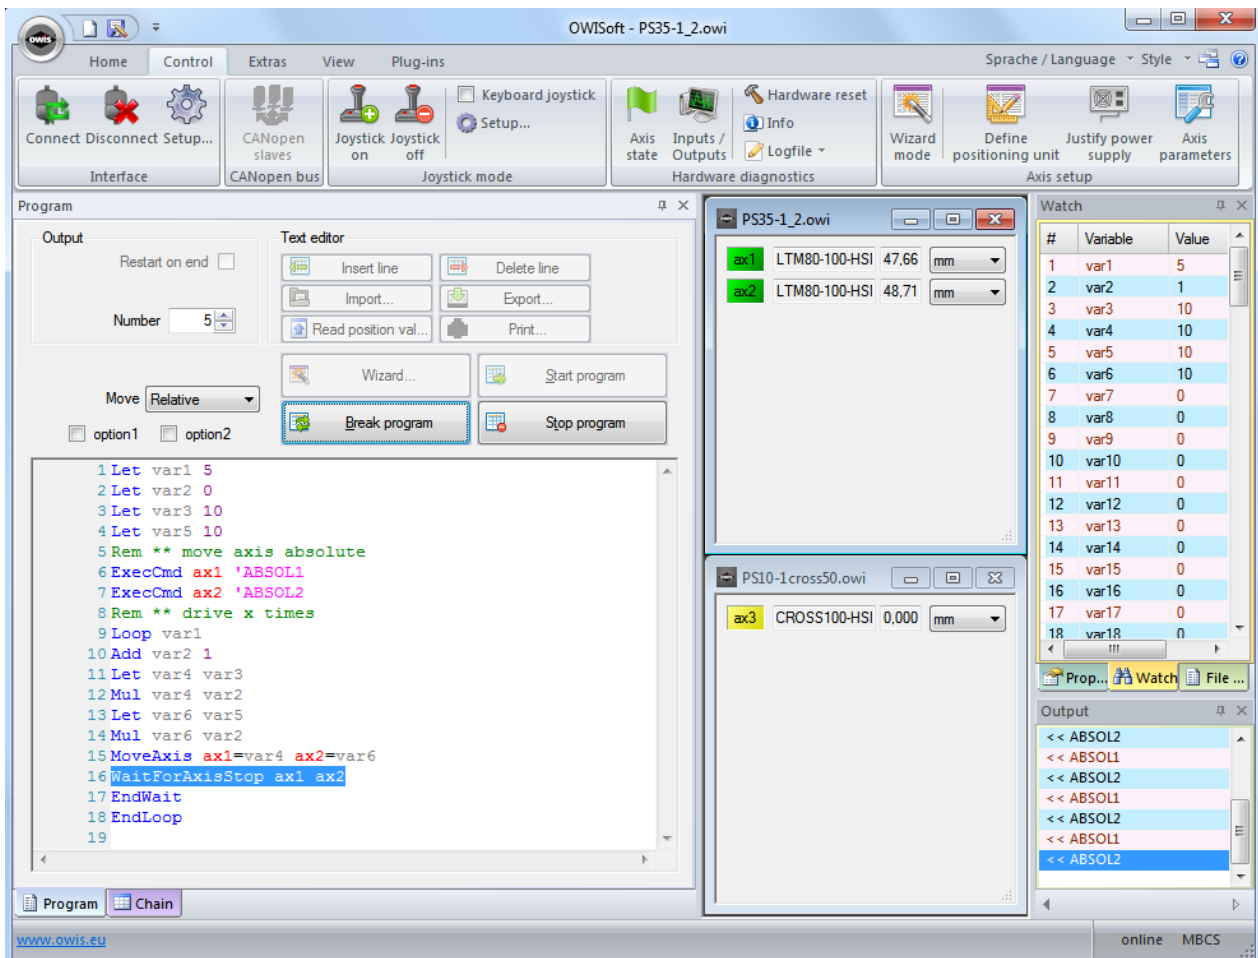 OWISoft - PS35-1_2.owi
owis
Home Control Extras View Plug-ins Sprache / Language Style
Connect Disconnect Setup...
Interface
CANopen slaves
CANopen bus
Joystick on Joystick off
Keyboard joystick
Setup...
Joystick mode
Axis state Inputs / Outputs
Hardware reset
Info
Logfile
Hardware diagnostics
Wizard mode Define positioning unit Justify power supply Axis parameters
Axis setup
Program
Output
Restart on end
Number 5
Text editor
Insert line Delete line
Import... Export...
Read position val... Print...
Wizard... Start program
Break program Stop program
Move Relative
option1 option2
1 Let var1 5
2 Let var2 0
3 Let var3 10
4 Let var5 10
5 Rem ** move axis absolute
6 ExecCmd ax1 'ABSOL1
7 ExecCmd ax2 'ABSOL2
8 Rem ** drive x times
9 Loop var1
10 Add var2 1
11 Let var4 var3
12 Mul var4 var2
13 Let var6 var5
14 Mul var6 var2
15 MoveAxis ax1=var4 ax2=var6
16 WaitForAxisStop ax1 ax2
17 EndWait
18 EndLoop
19
Program Chain
PS35-1_2.owi
ax1 LTM80-100-HSI 47,66 mm
ax2 LTM80-100-HSI 48,71 mm
PS10-1cross50.owi
ax3 CROSS100-HSI 0,000 mm
Watch
# Variable Value
1 var1 5
2 var2 1
3 var3 10
4 var4 10
5 var5 10
6 var6 10
7 var7 0
8 var8 0
9 var9 0
10 var10 0
11 var11 0
12 var12 0
13 var13 0
14 var14 0
15 var15 0
16 var16 0
17 var17 0
18 var18 0
Prop... Watch File ...
Output
<< ABSOL2
<< ABSOL1
<< ABSOL2
<< ABSOL1
<< ABSOL2
<< ABSOL1
<< ABSOL2
www.owis.eu
online MBCS